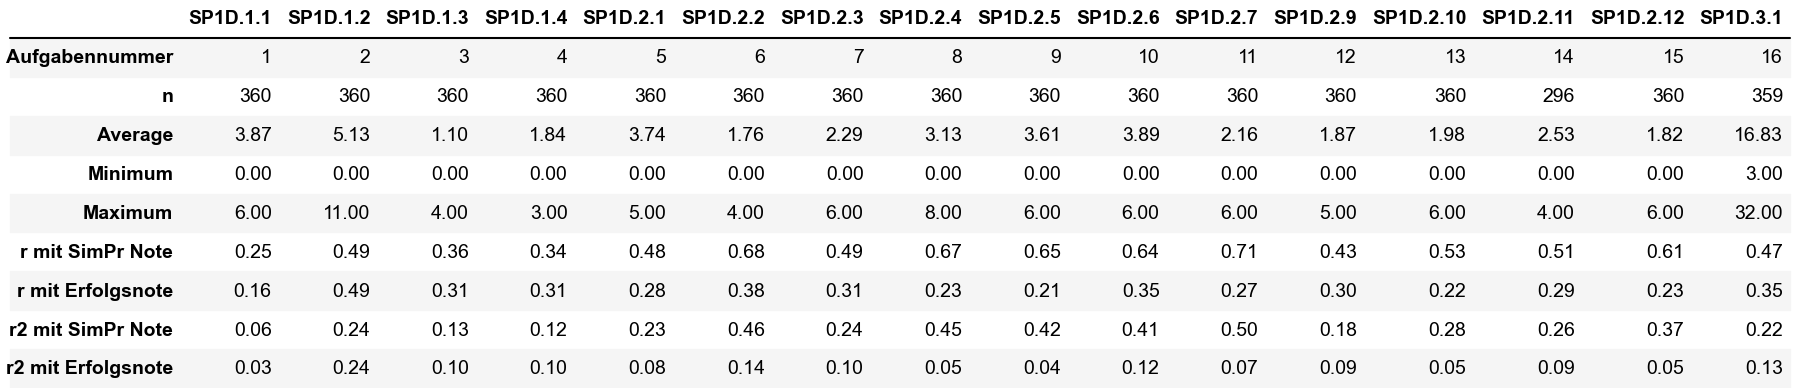 SP1D.1.1 SP1D.1.2 SP1D.1.3 SP1D.1.4 SP1D.2.1 SP1D.2.2 SP1D.2.3 SP1D.2.4 SP1D.2.5 SP1D.2.6 SP1D.2.7 SP1D.2.9 SP1D.2.10 SP1D.2.11 SP1D.2.12 SP1D.3.1
Aufgabennummer 1 2 3 4 5 6 7 8 9 10 11 12 13 14 15 16
n 360 360 360 360 360 360 360 360 360 360 360 360 360 296 360 359
Average 3.87 5.13 1.10 1.84 3.74 1.76 2.29 3.13 3.61 3.89 2.16 1.87 1.98 2.53 1.82 16.83
Minimum 0.00 0.00 0.00 0.00 0.00 0.00 0.00 0.00 0.00 0.00 0.00 0.00 0.00 0.00 0.00 3.00
Maximum 6.00 11.00 4.00 3.00 5.00 4.00 6.00 8.00 6.00 6.00 6.00 5.00 6.00 4.00 6.00 32.00
r mit SimPr Note 0.25 0.49 0.36 0.34 0.48 0.68 0.49 0.67 0.65 0.64 0.71 0.43 0.53 0.51 0.61 0.47
r mit Erfolgsnote 0.16 0.49 0.31 0.31 0.28 0.38 0.31 0.23 0.21 0.35 0.27 0.30 0.22 0.29 0.23 0.35
r2 mit SimPr Note 0.06 0.24 0.13 0.12 0.23 0.46 0.24 0.45 0.42 0.41 0.50 0.18 0.28 0.26 0.37 0.22
r2 mit Erfolgsnote 0.03 0.24 0.10 0.10 0.08 0.14 0.10 0.05 0.04 0.12 0.07 0.09 0.05 0.09 0.05 0.13